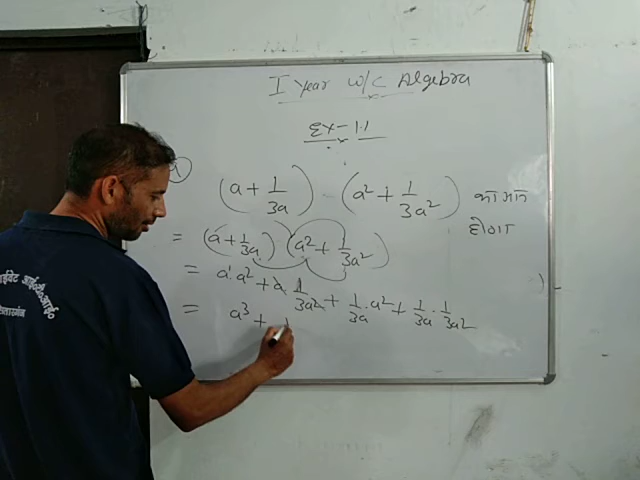 I Year W/C Algebra
Ex-1.1
(a + 1/3a) (a² + 1/3a²) का मान
होगा
= (a + 1/3a) (a² + 1/3a²)
= a¹.a² + a.1/3a² + 1/3a.a² + 1/3a.1/3a²
= a³ + 1